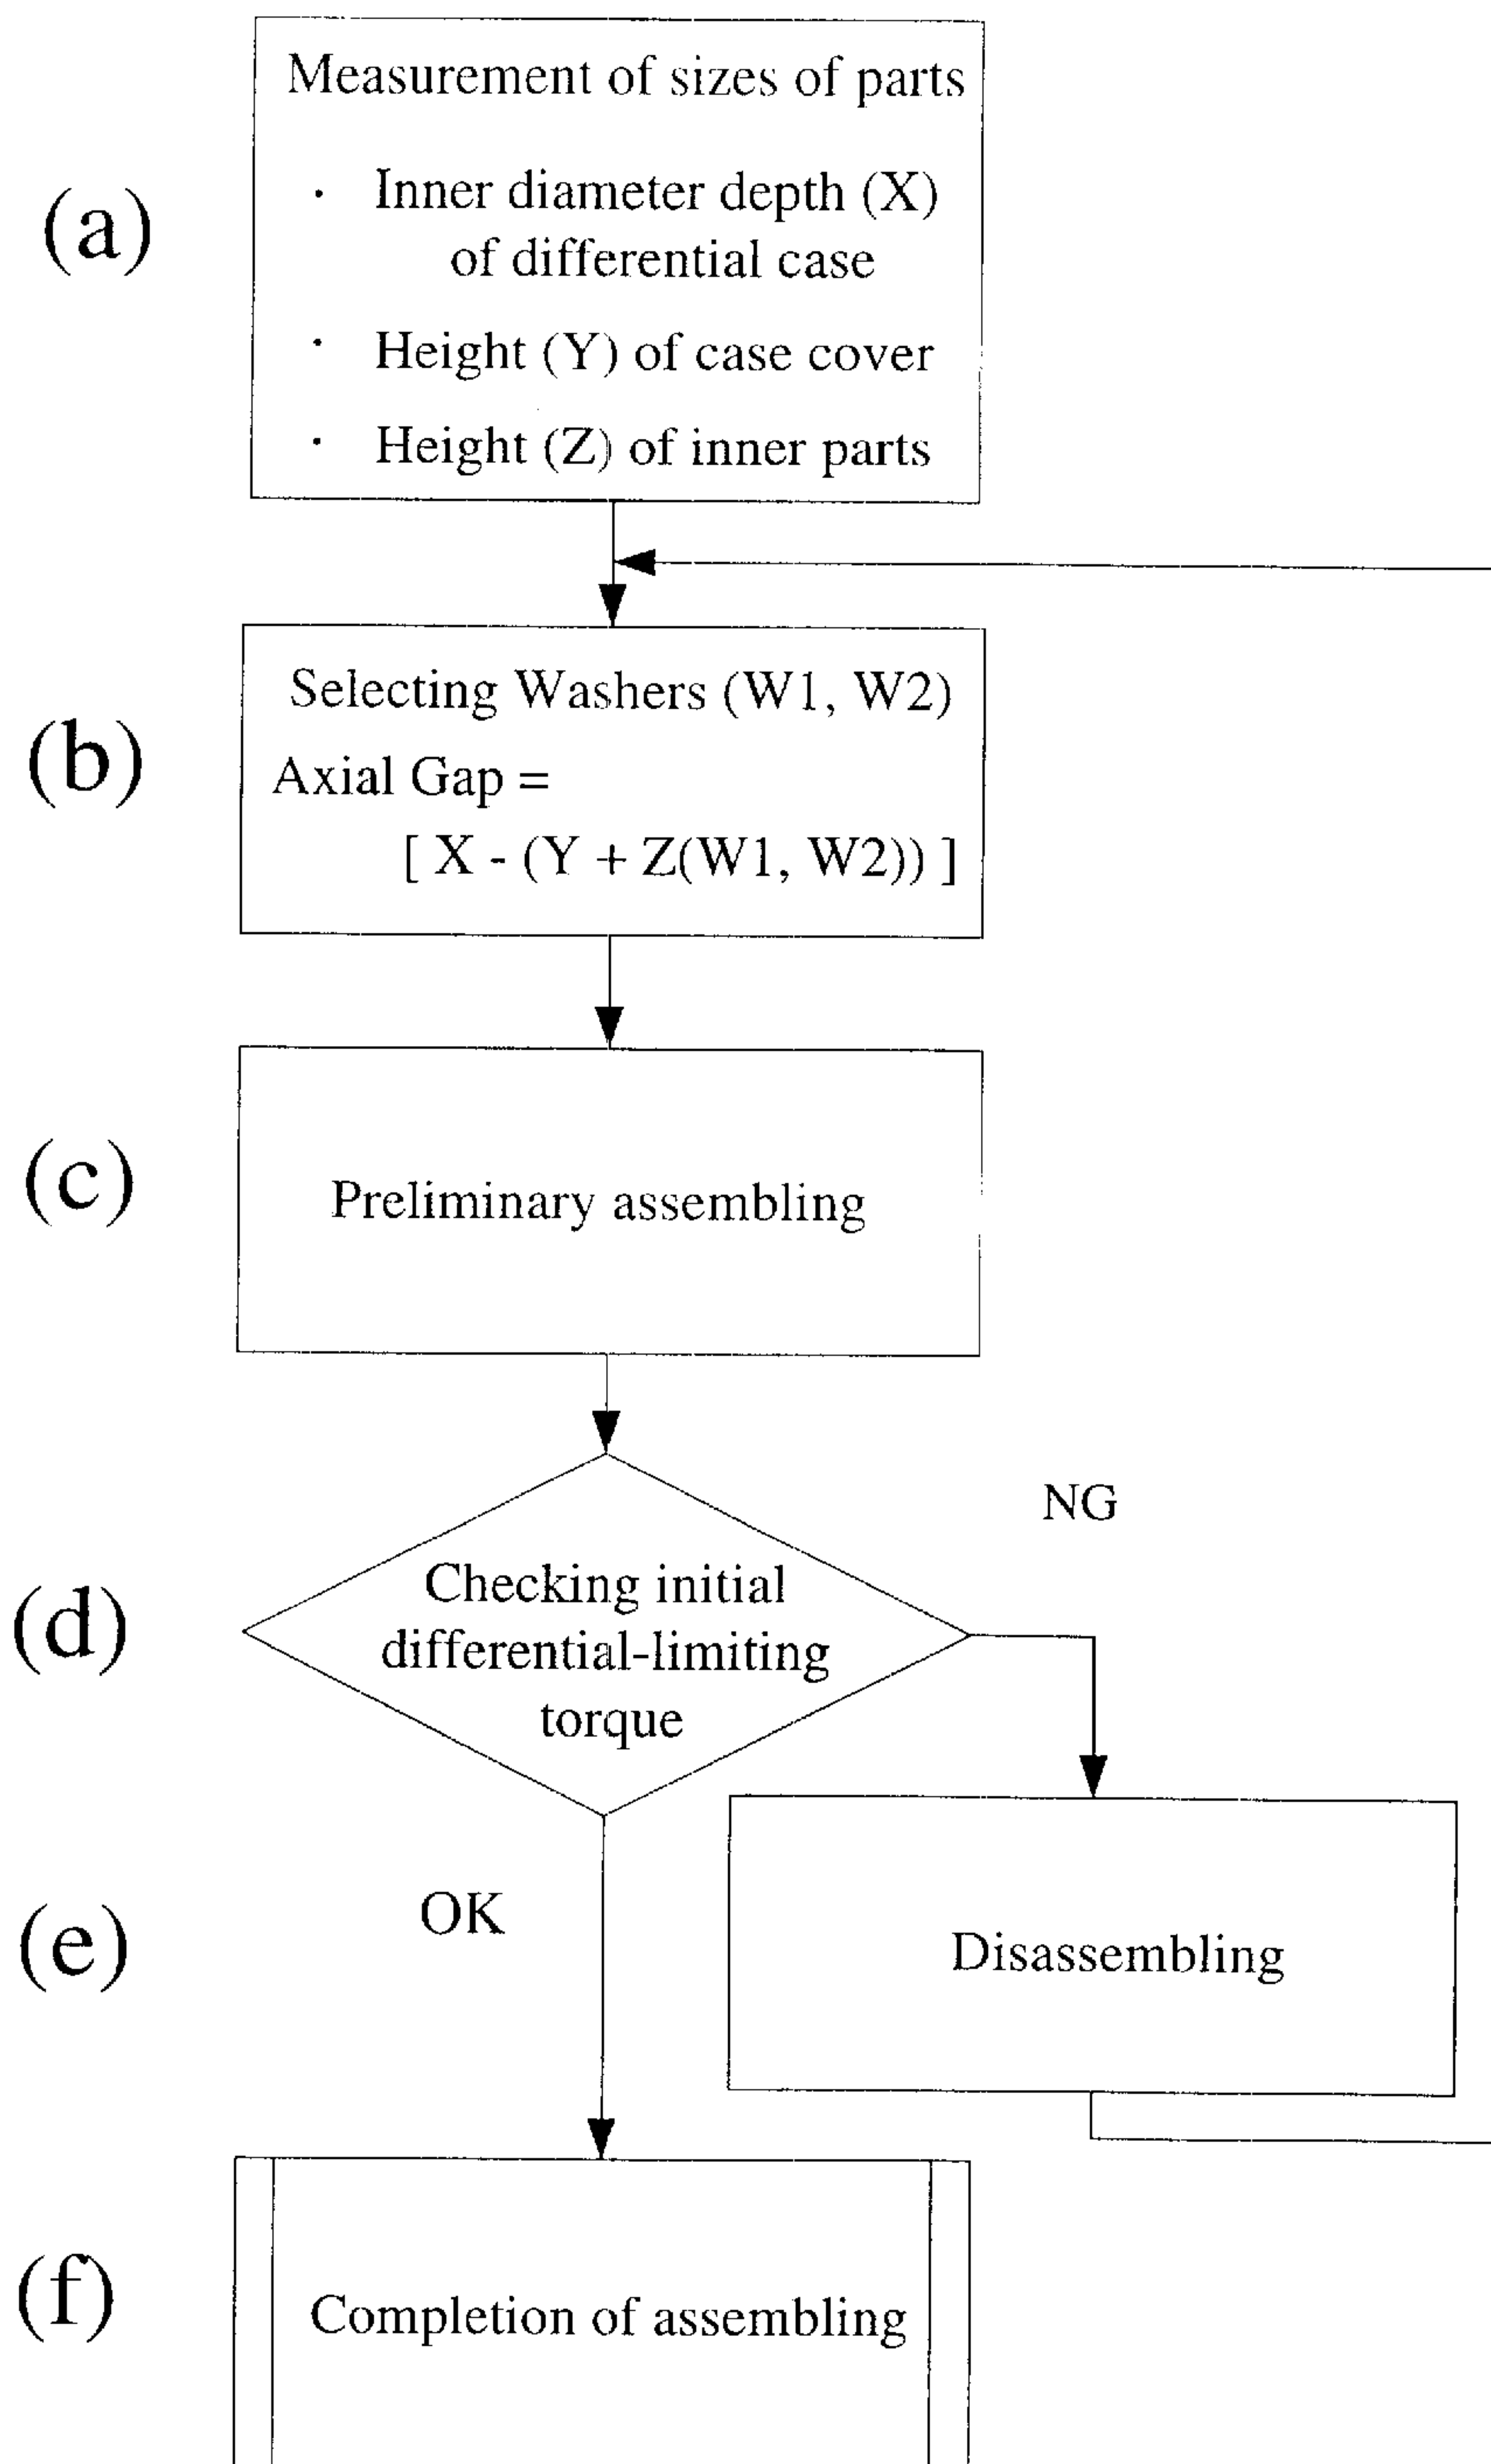 (a)
Measurement of sizes of parts
· Inner diameter depth (X)
of differential case
· Height (Y) of case cover
· Height (Z) of inner parts
(b)
Selecting Washers (W1, W2)
Axial Gap =
[ X - (Y + Z(W1, W2)) ]
(c)
Preliminary assembling
(d)
Checking initial
differential-limiting
torque
NG
OK
(e)
Disassembling
(f)
Completion of assembling